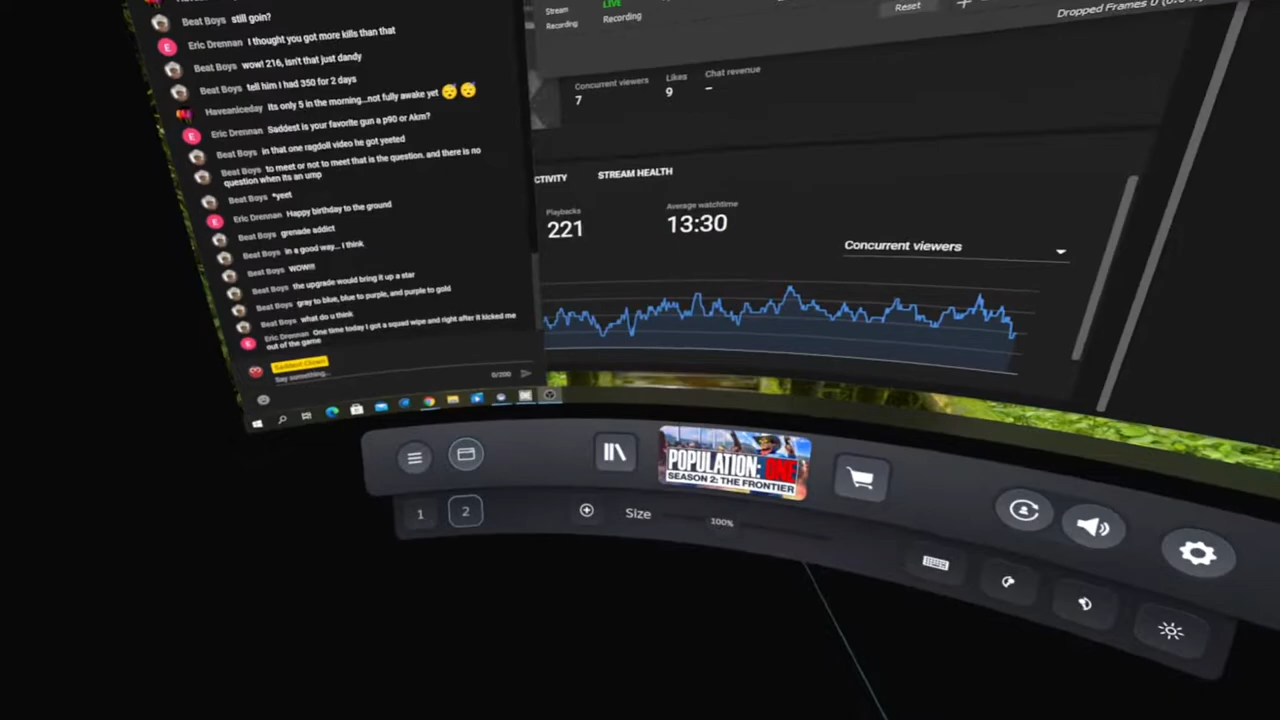 Beat Boys still goin?
Eric Drennan I thought you got more kills than that
Beat Boys wow! 216, isn't that just dandy
Beat Boys tell him I had 350 for 2 days
Haveaniceday Its only 5 in the morning...not fully awake yet 😴 😴
Eric Drennan Saddest is your favorite gun a p90 or Akm?
Beat Boys in that one ragdoll video he got yeeted
Beat Boys to meet or not to meet that is the question. and there is no
question when its an ump
Beat Boys *yeet
Eric Drennan Happy birthday to the ground
Beat Boys grenade addict
Beat Boys in a good way... I think
Beat Boys WOW!!!
Beat Boys the upgrade would bring it up a star
Beat Boys gray to blue, blue to purple, and purple to gold
Beat Boys what do u think
Eric Drennan One time today I got a squad wipe and right after it kicked me
out of the game
Saddest Clown
Say something...
0/200
Stream
LIVE
Recording
Recording
Reset
Dropped Frames 0
Concurrent viewers
7
Likes
9
Chat revenue
–
CTIVITY
STREAM HEALTH
Playbacks
221
Average watchtime
13:30
Concurrent viewers
POPULATION: ONE
SEASON 2: THE FRONTIER
1
2
Size
100%